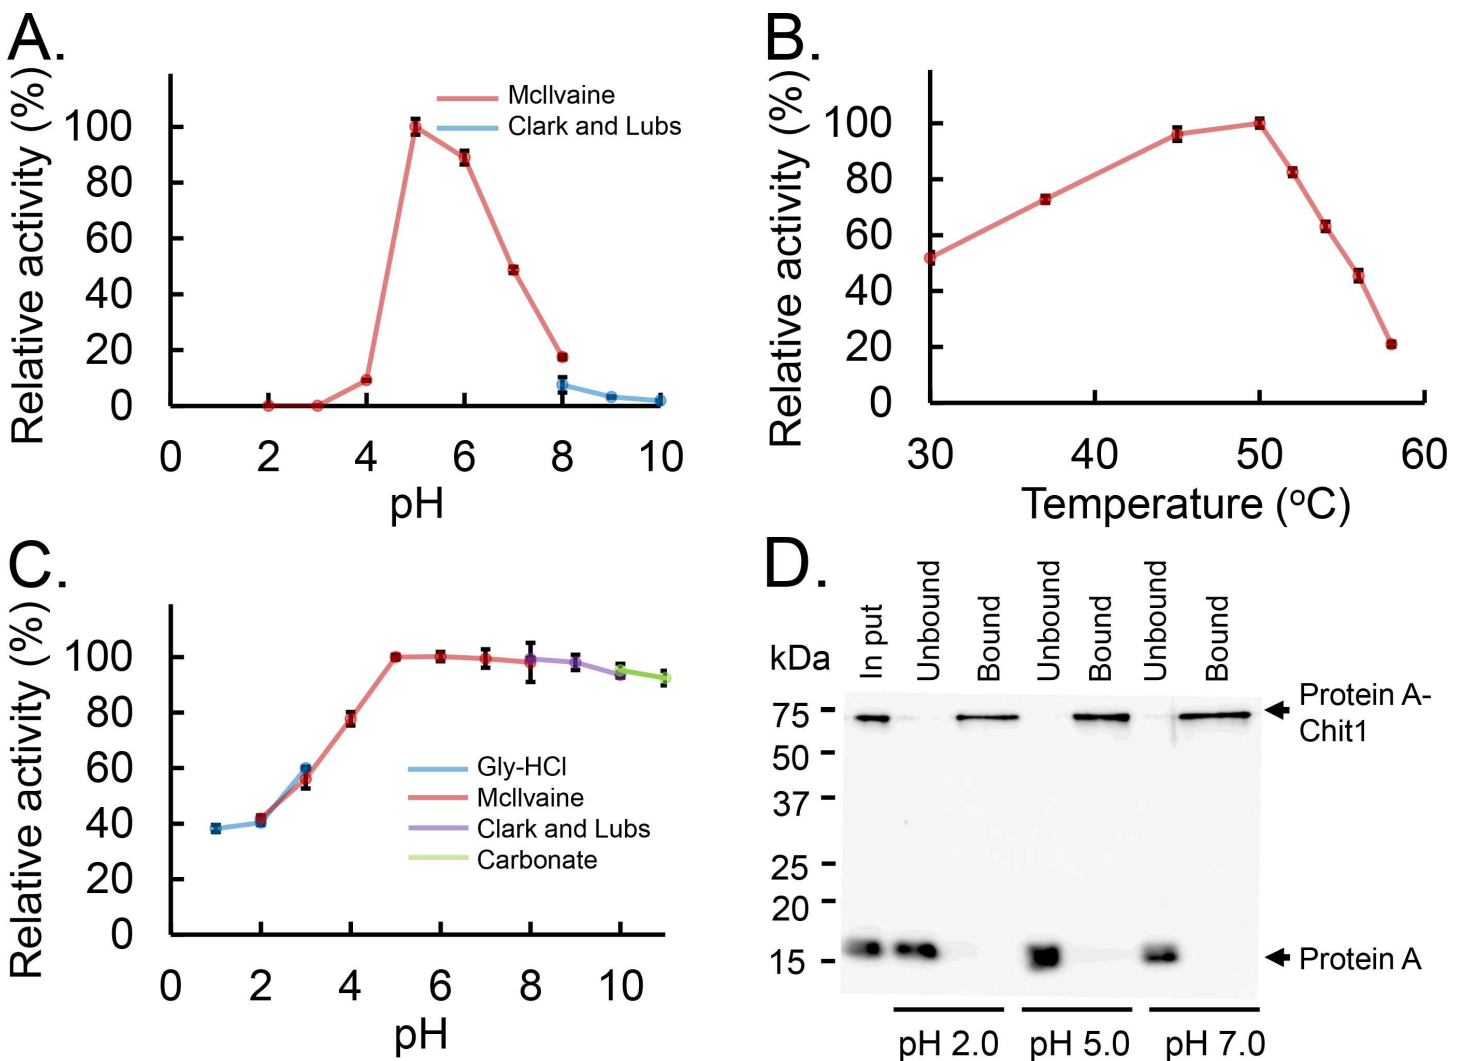 A.
Relative activity (%)
100
80
60
40
20
0
0 2 4 6 8 10
pH
McIlvaine
Clark and Lubs
B.
Relative activity (%)
100
80
60
40
20
0
30 40 50 60
Temperature (oC)
C.
Relative activity (%)
100
80
60
40
20
0
0 2 4 6 8 10
pH
Gly-HCl
McIlvaine
Clark and Lubs
Carbonate
D.
kDa
In put
Unbound
Bound
Unbound
Bound
Unbound
Bound
75
50
37
25
20
15
Protein A-
Chit1
Protein A
pH 2.0 pH 5.0 pH 7.0